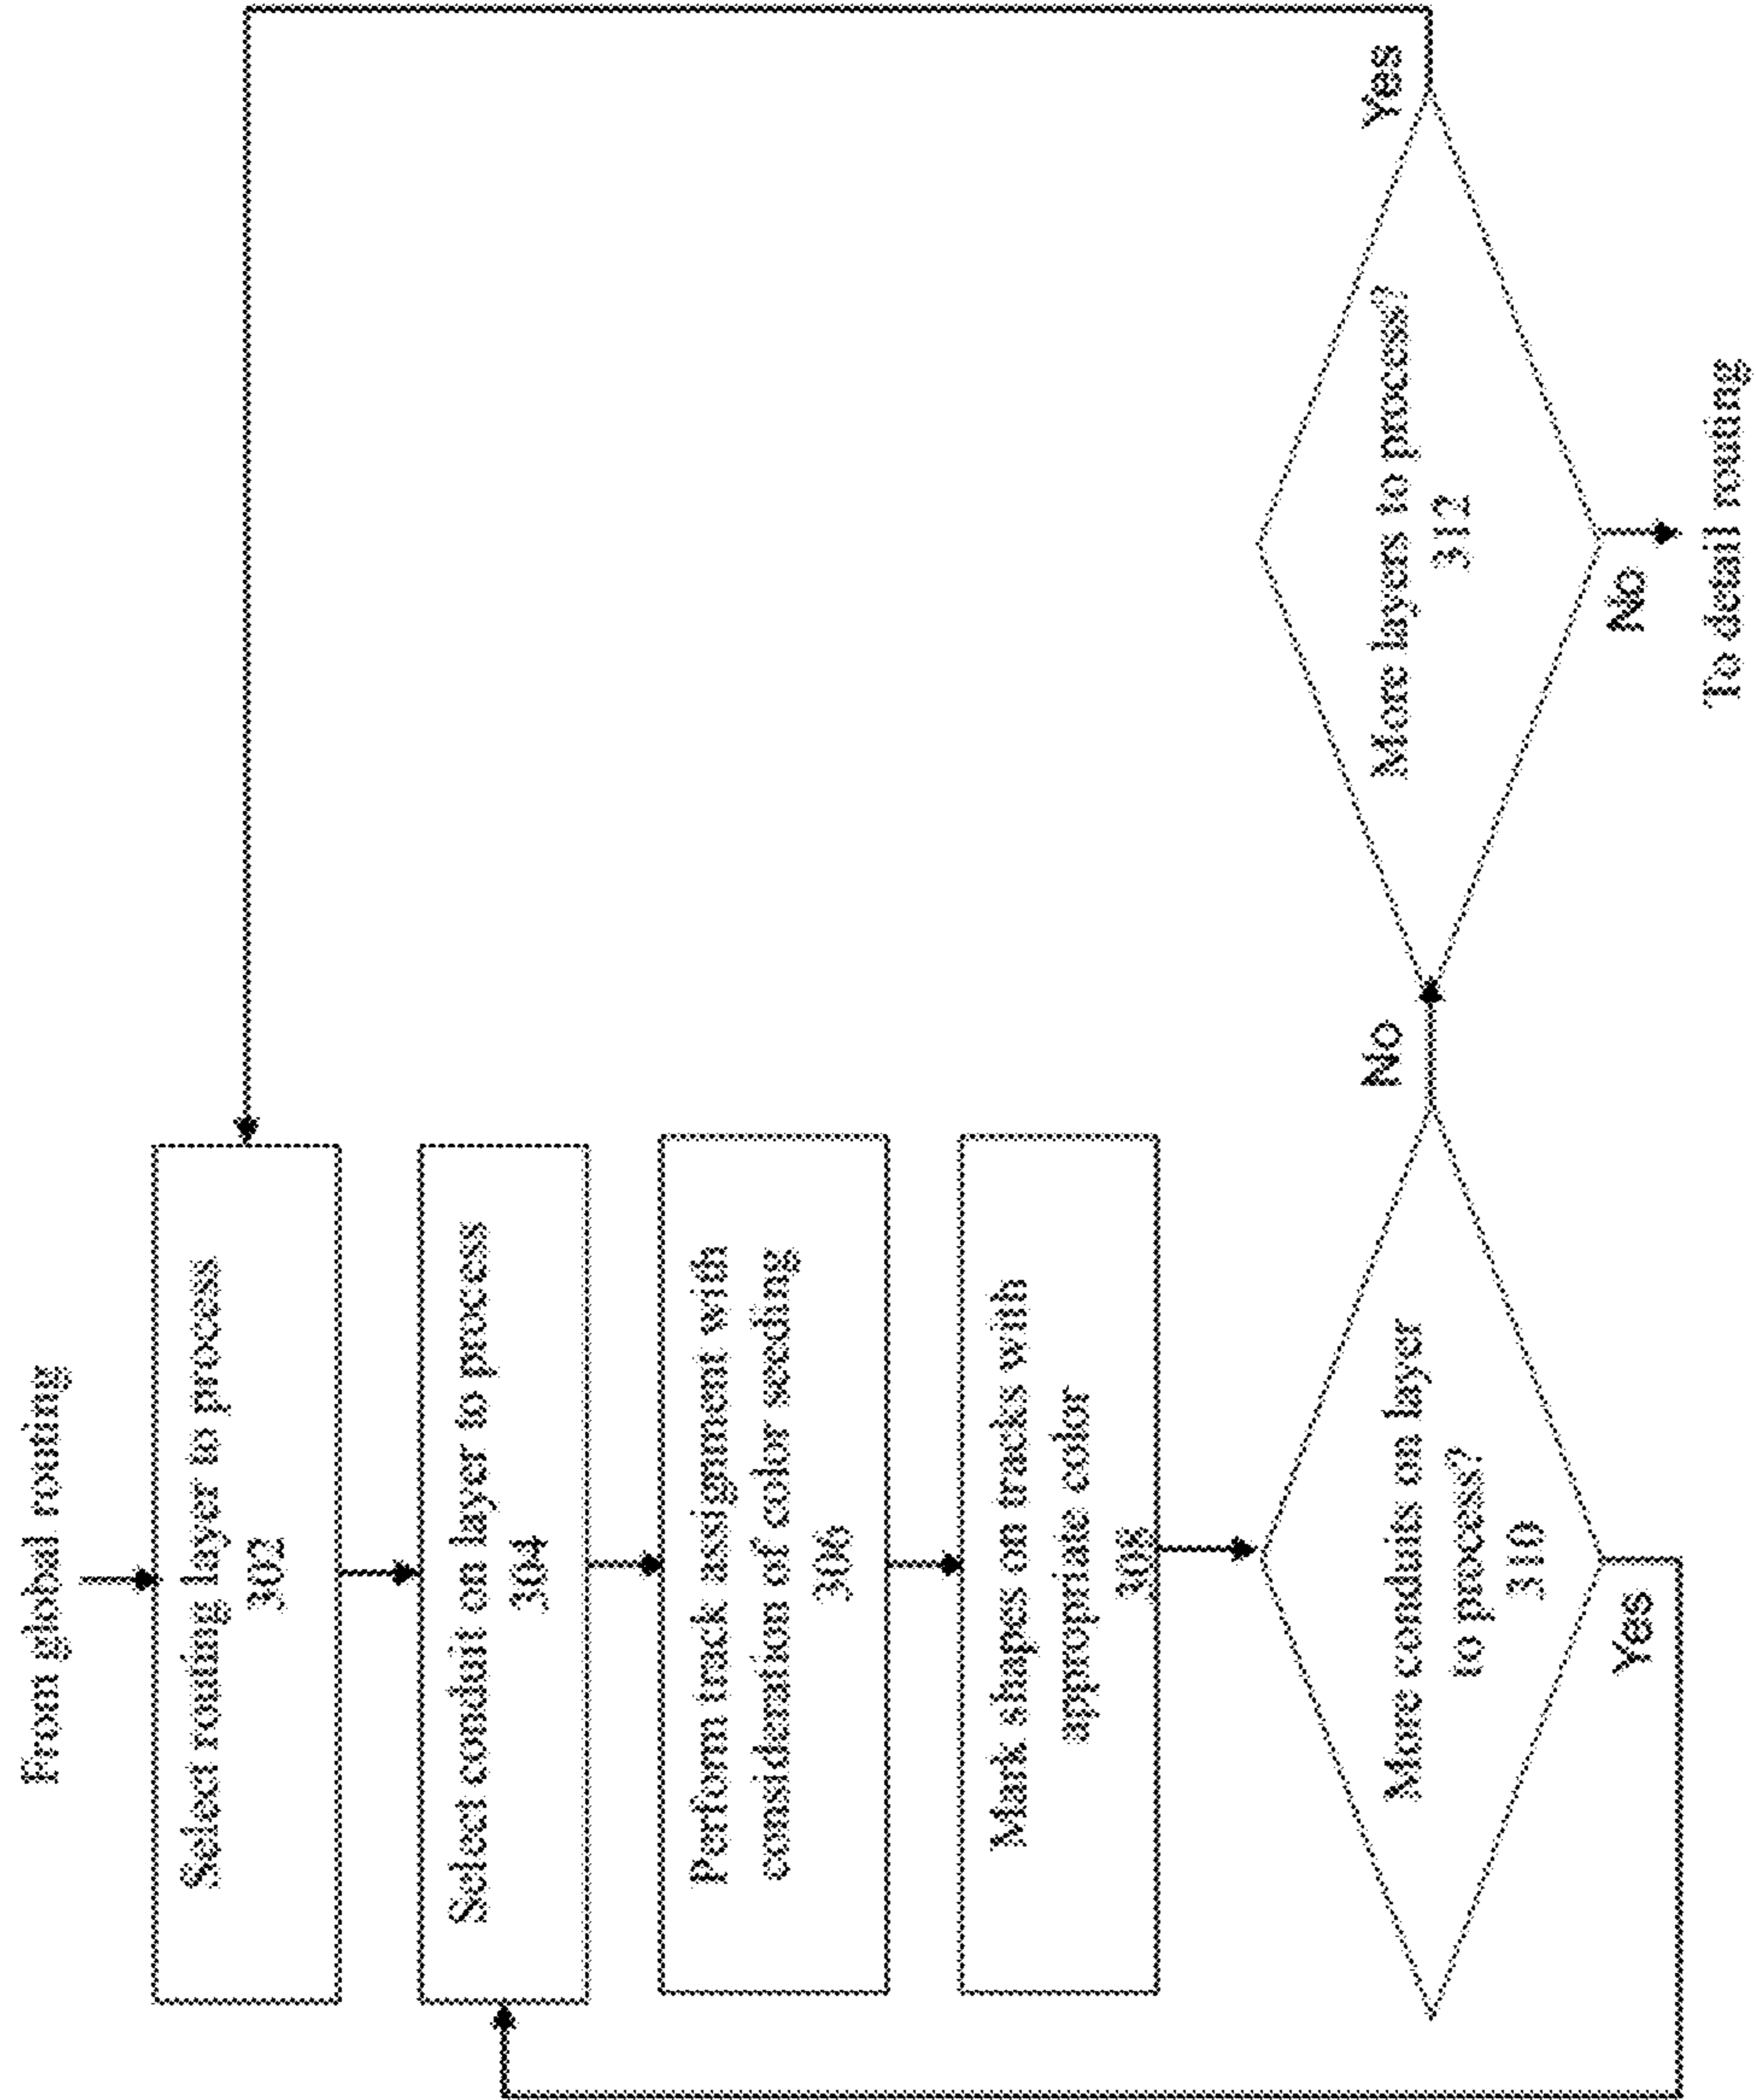 From global routing
Select routing layer to process
302
Select conduit on layer to process
304
Perform track assignment with
consideration of color seeding
306
Mark shapes on tracks with
appropriate color
308
More conduits on layer
to process?
310
Yes
No
More layers to process?
312
Yes
No
To detail routing